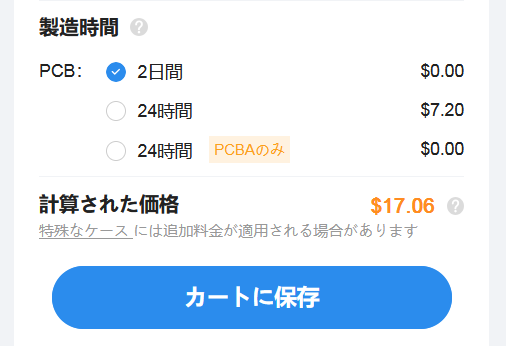 製造時間 ?
PCB: 2日間 $0.00
24時間 $7.20
24時間 PCBAのみ $0.00
計算された価格 $17.06 ?
特殊なケース には追加料金が適用される場合があります
カートに保存